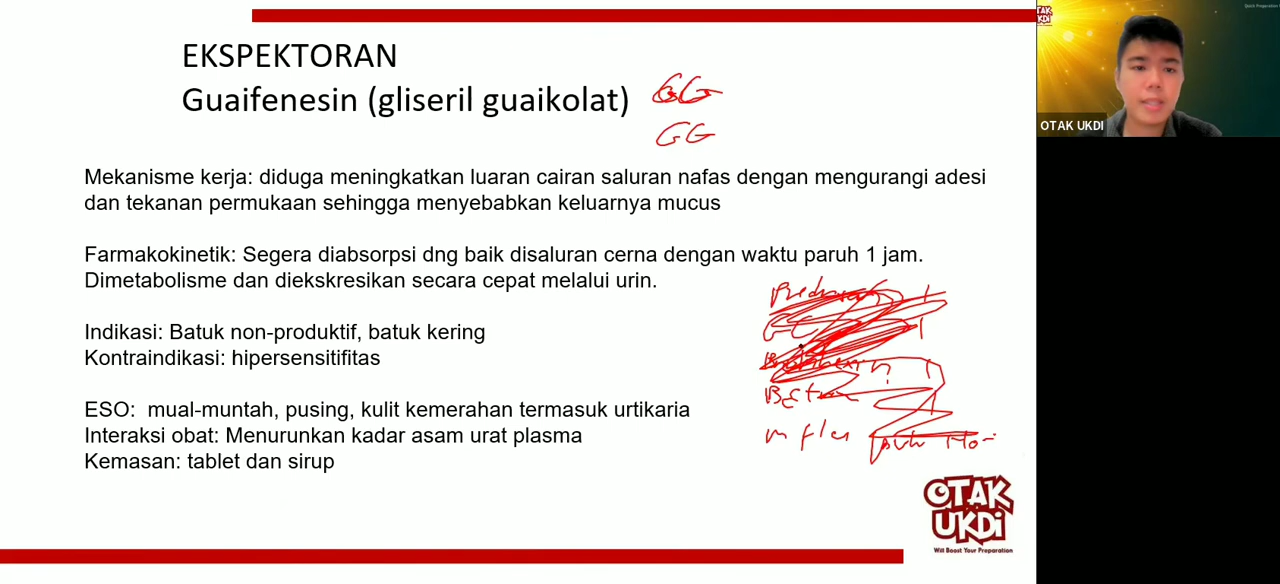 EKSPEKTORAN
Guaifenesin (gliseril guaikolat)
GG
GG
Mekanisme kerja: diduga meningkatkan luaran cairan saluran nafas dengan mengurangi adesi
dan tekanan permukaan sehingga menyebabkan keluarnya mucus
Farmakokinetik: Segera diabsorpsi dng baik disaluran cerna dengan waktu paruh 1 jam.
Dimetabolisme dan diekskresikan secara cepat melalui urin.
Indikasi: Batuk non-produktif, batuk kering
Kontraindikasi: hipersensitifitas
ESO:  mual-muntah, pusing, kulit kemerahan termasuk urtikaria
Interaksi obat: Menurunkan kadar asam urat plasma
Kemasan: tablet dan sirup
OTAK
UKDi
Will Boost Your Preparation
OTAK UKDI